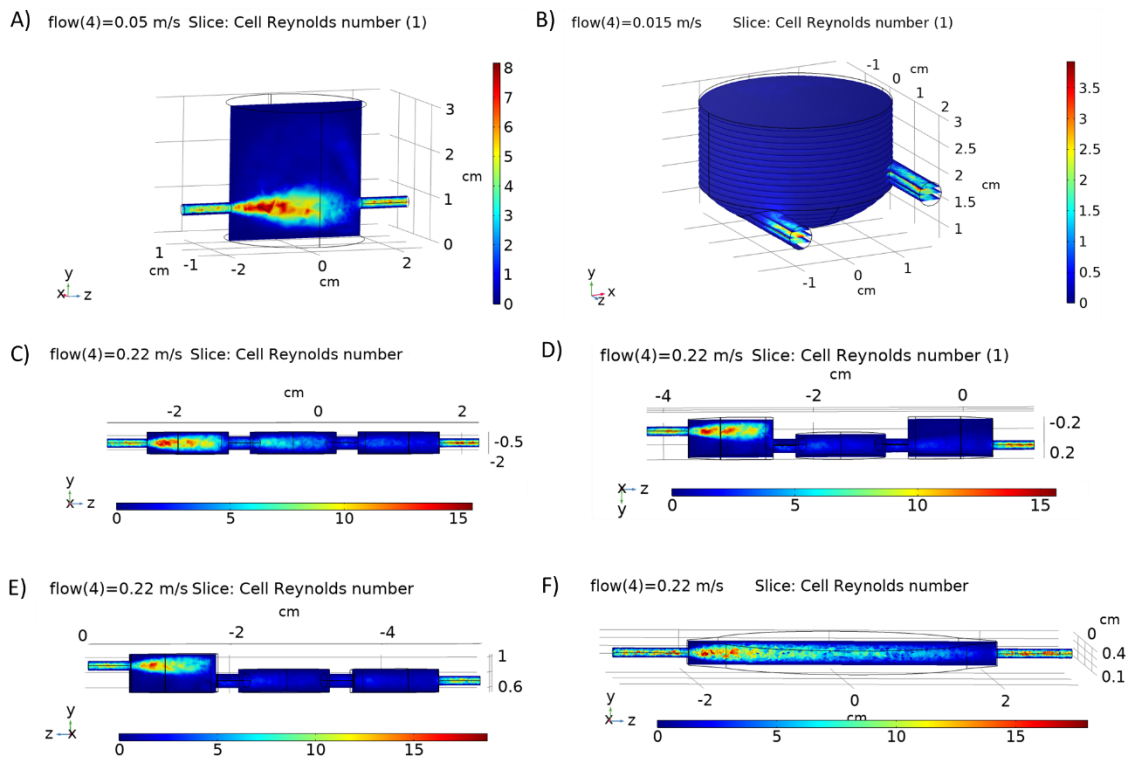 A) flow(4)=0.05 m/s Slice: Cell Reynolds number (1)
8
7
6
5
4
3
2
1
0
3
2
cm
1
0
1
cm
-1
-2
0
cm
2
y
x
z
B) flow(4)=0.015 m/s Slice: Cell Reynolds number (1)
-1
0
cm
1
2
3
2.5
2
cm
1.5
1
-1
0
cm
1
3.5
3
2.5
2
1.5
1
0.5
0
y
x
z
C) flow(4)=0.22 m/s Slice: Cell Reynolds number
cm
-2 0 2
-0.5
-2
y
x z
0 5 10 15
D) flow(4)=0.22 m/s Slice: Cell Reynolds number (1)
cm
-4 -2 0
-0.2
0.2
x z
y
0 5 10 15
E) flow(4)=0.22 m/s Slice: Cell Reynolds number
cm
0 -2 -4
1
0.6
y
z x
0 5 10 15
F) flow(4)=0.22 m/s Slice: Cell Reynolds number
cm
0
0.4
0.1
-2 0 2
cm
y
x z
0 5 10 15